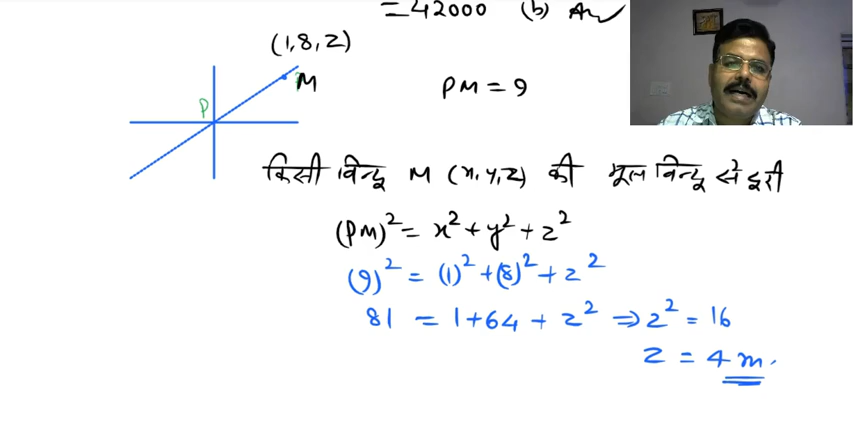 =42000 (b) Ans
(1,8,z)
P
M
PM = 9
किसी विन्दू M (x,y,z) की मूल विन्दू से दूरी
(PM)² = x² + y² + z²
(9)² = (1)² + (8)² + z²
81 = 1+64 + z² ⇒ z² = 16
z = 4 m.